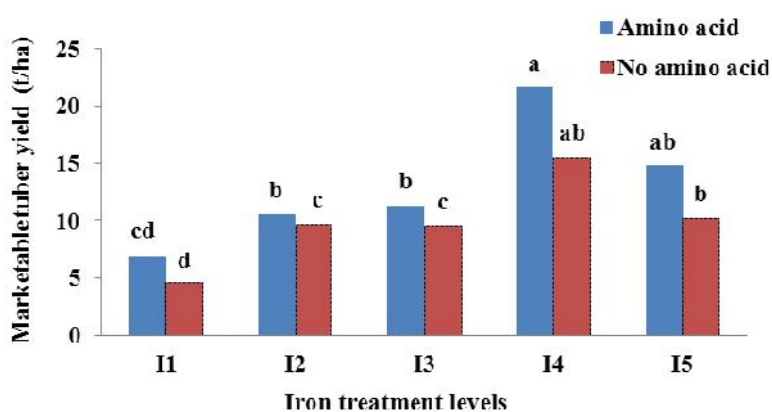 Amino acid
No amino acid
Marketabletuber yield (t/ha)
25
20
15
10
5
0
cd
d
b
c
b
c
a
ab
ab
b
I1
I2
I3
I4
I5
Iron treatment levels